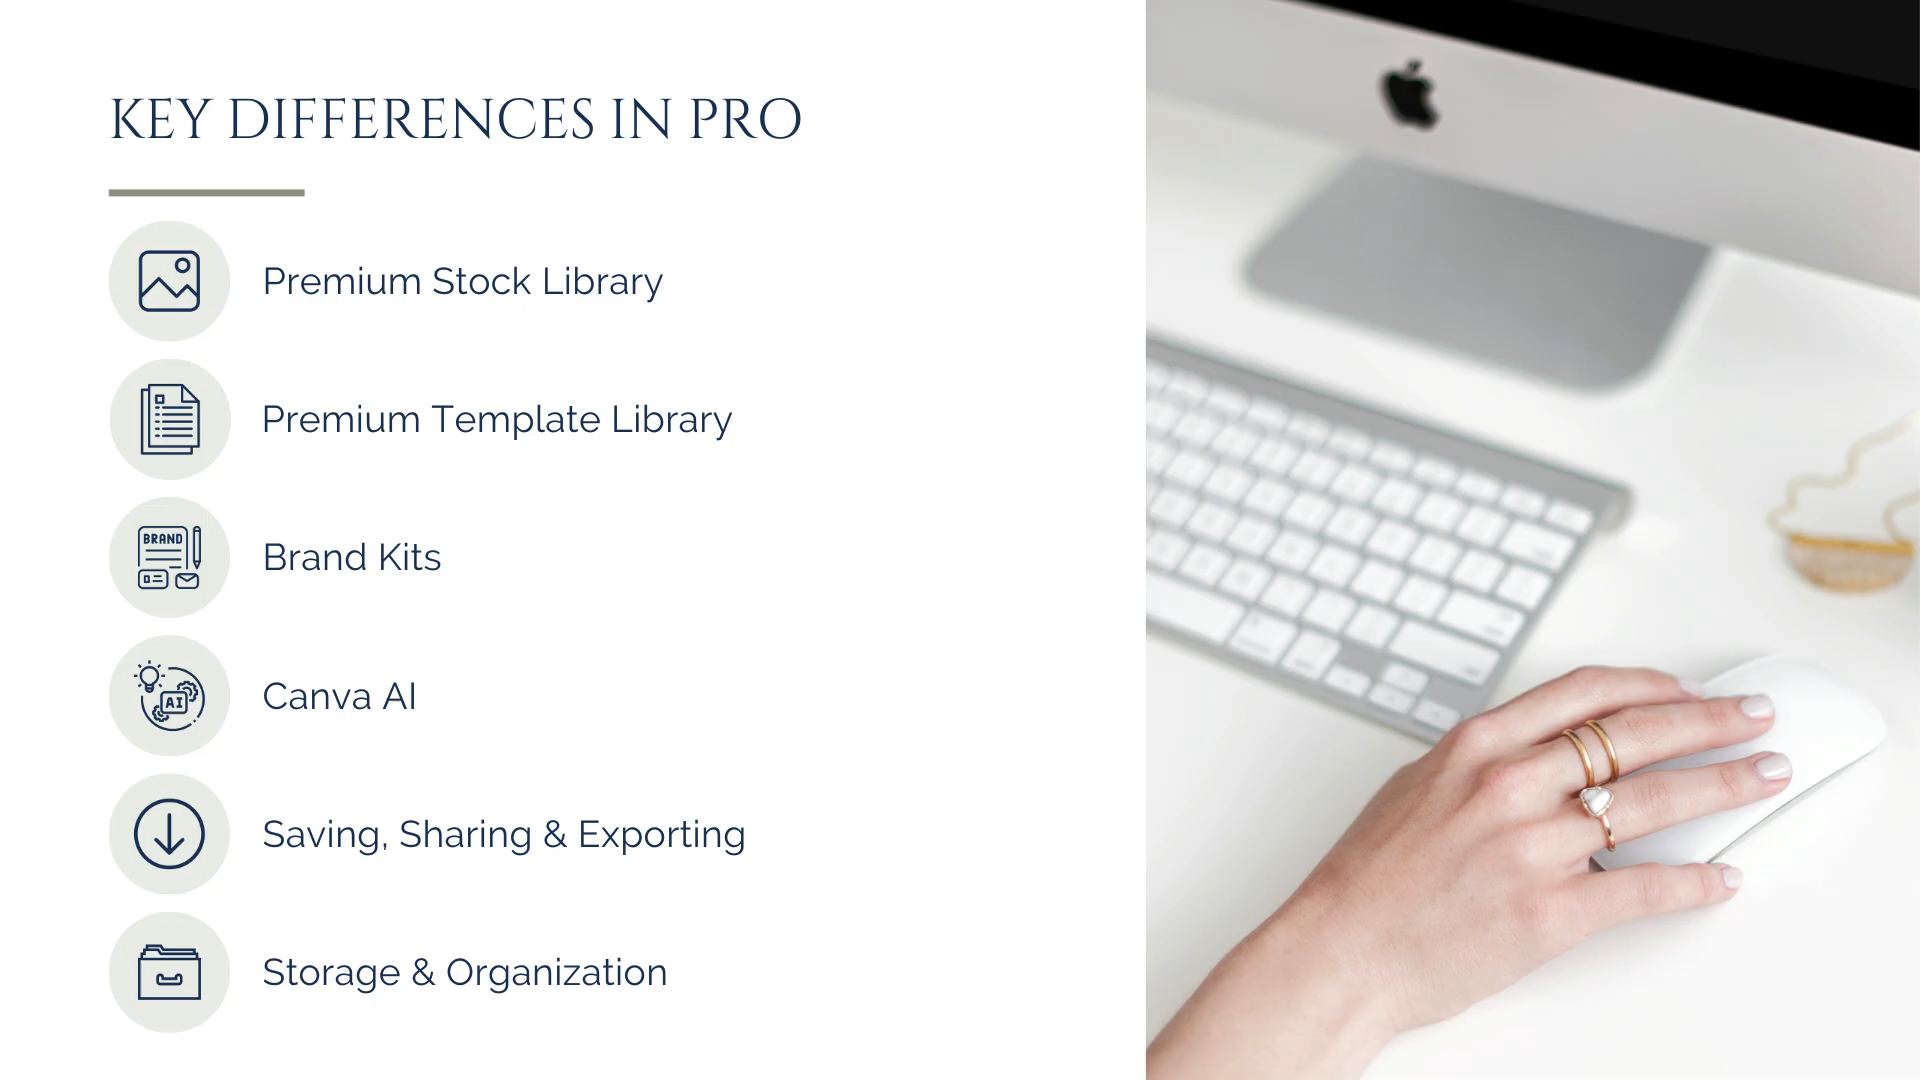 KEY DIFFERENCES IN PRO
Premium Stock Library
Premium Template Library
BRAND
Brand Kits
AI
Canva AI
Saving, Sharing & Exporting
Storage & Organization